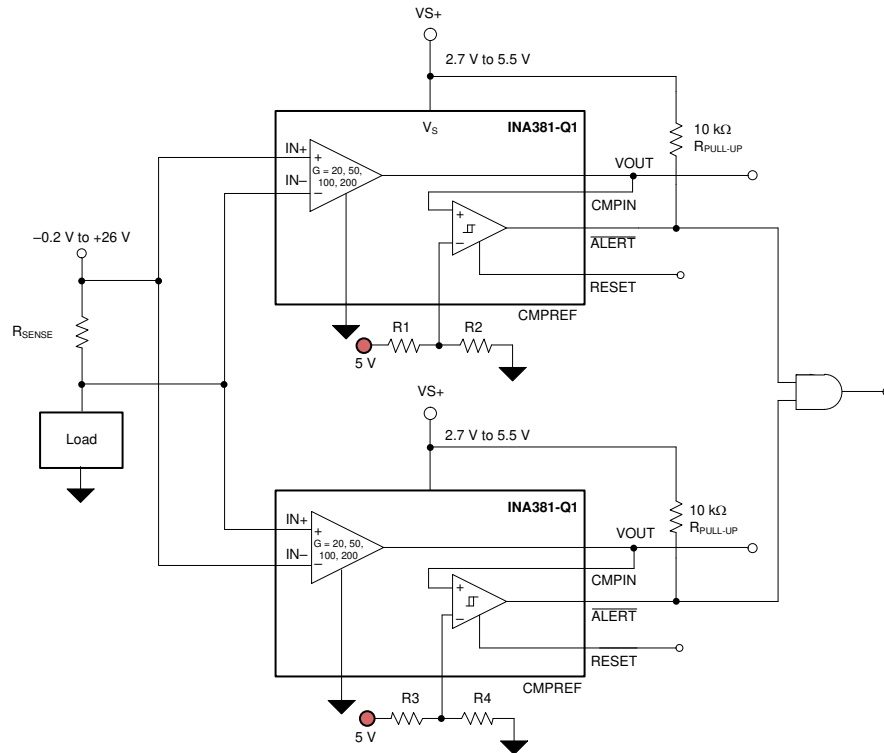 VS+
2.7 V to 5.5 V
VS
INA381-Q1
10 kΩ
RPULL-UP
IN+
+
G = 20, 50,
100, 200
VOUT
IN−
−
CMPIN
+
ALERT
−
RESET
−0.2 V to +26 V
CMPREF
RSENSE
R1
R2
5 V
VS+
Load
2.7 V to 5.5 V
INA381-Q1
10 kΩ
RPULL-UP
IN+
+
G = 20, 50,
100, 200
VOUT
IN−
−
CMPIN
+
ALERT
−
RESET
CMPREF
R3
R4
5 V